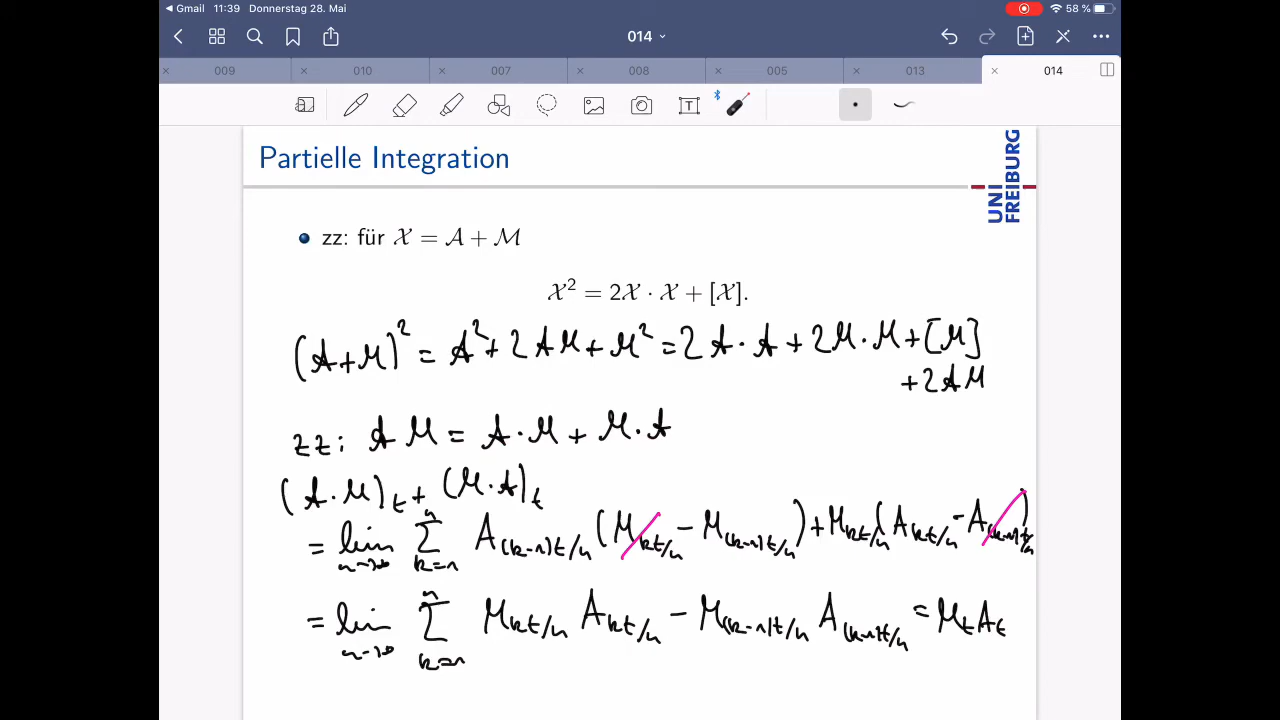 Gmail 11:39 Donnerstag 28. Mai 58 %
014
009 010 007 008 005 013 014
T
Partielle Integration
UNI FREIBURG
zz: für 𝒳 = 𝒜 + ℳ
𝒳² = 2𝒳 · 𝒳 + [𝒳].
(𝒜+ℳ)² = 𝒜² + 2𝒜ℳ + ℳ² = 2𝒜·𝒜 + 2ℳ·ℳ + [ℳ]
+2𝒜ℳ
zz: 𝒜ℳ = 𝒜·ℳ + ℳ·𝒜
(𝒜·ℳ)_t + (ℳ·𝒜)_t
= lim_{n→∞} ∑_{k=1}^{n} A_{(k-1)t/n} (M_{kt/n} − M_{(k-1)t/n}) + M_{kt/n} (A_{kt/n} − A_{(k-1)t/n})
= lim_{n→∞} ∑_{k=1}^{n} M_{kt/n} A_{kt/n} − M_{(k-1)t/n} A_{(k-1)t/n} = M_t A_t